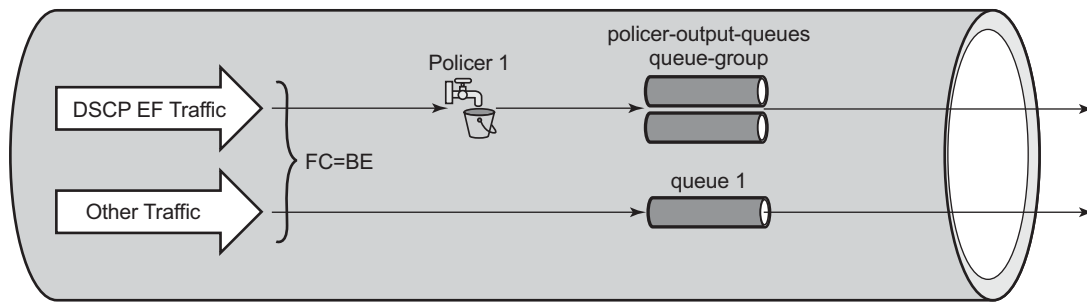 policer-output-queues
queue-group
Policer 1
DSCP EF Traffic
FC=BE
queue 1
Other Traffic